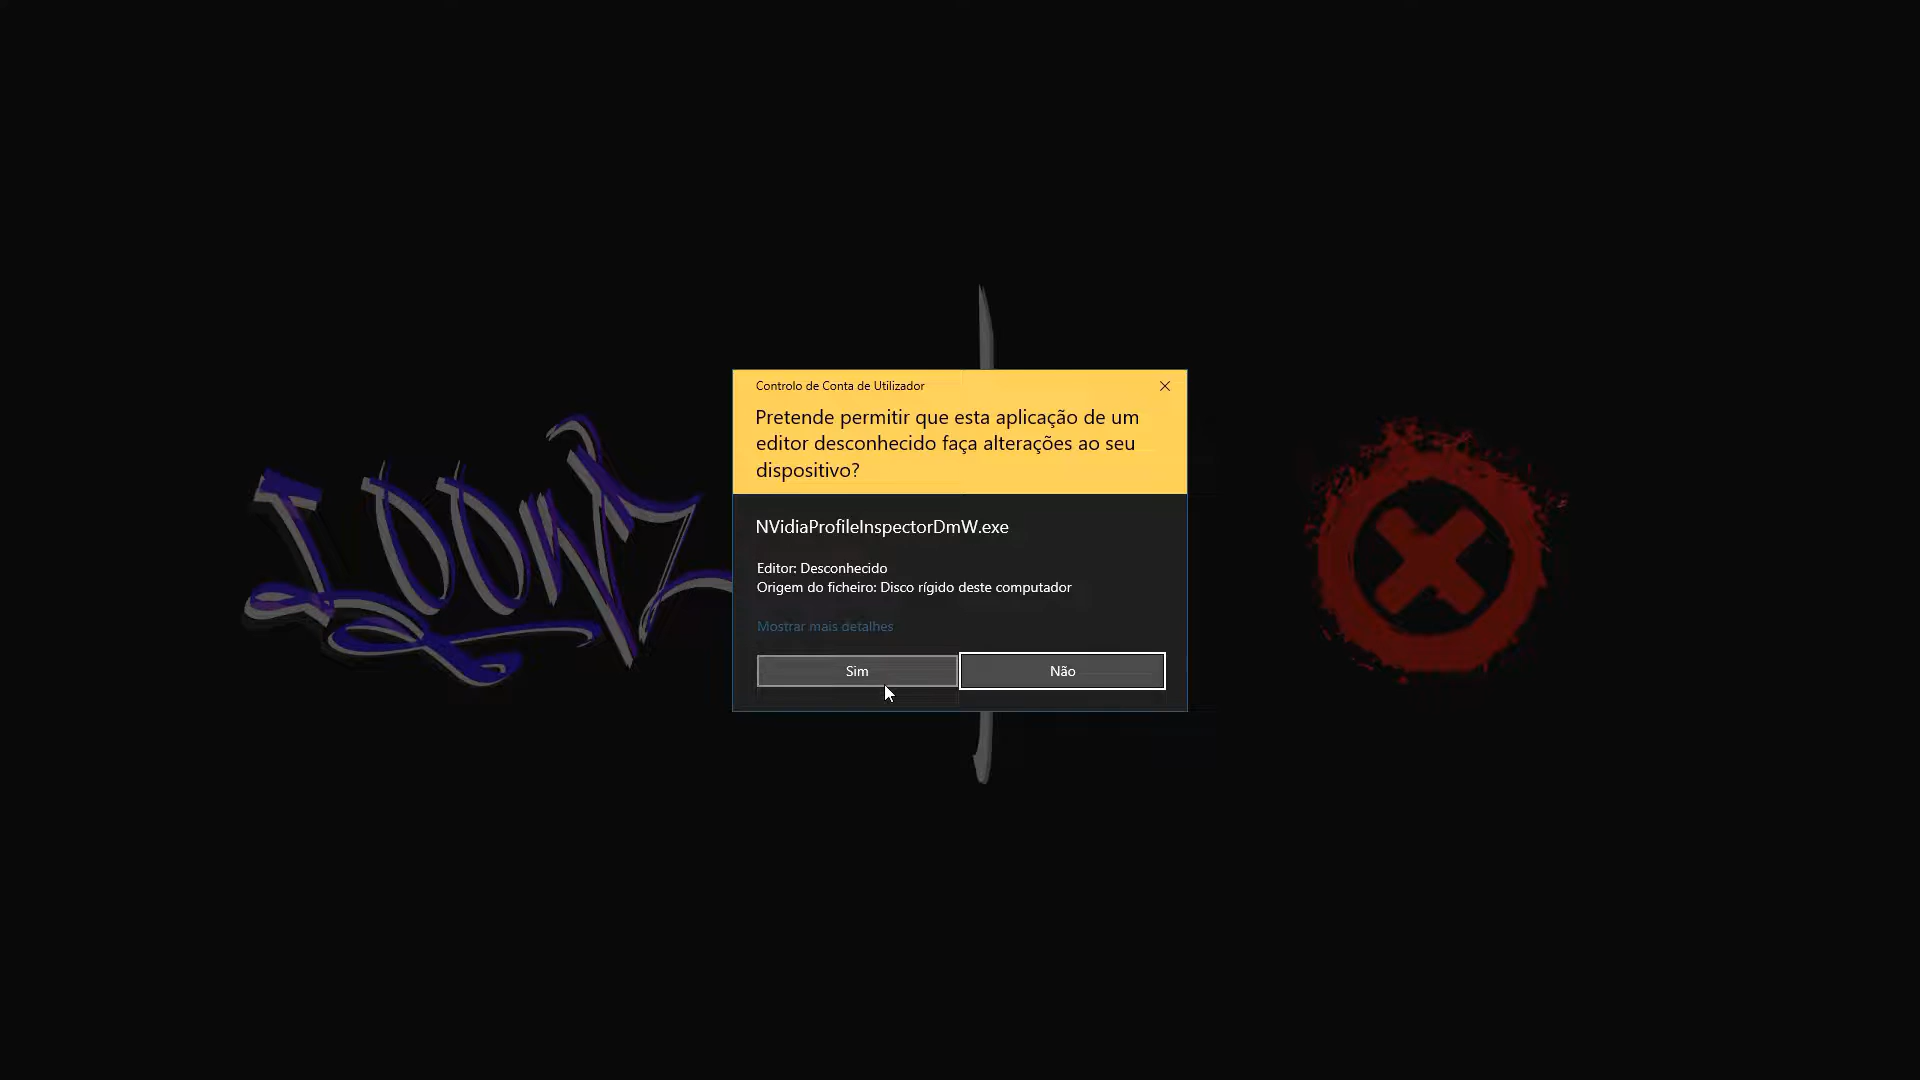 Controlo de Conta de Utilizador
Pretende permitir que esta aplicação de um
editor desconhecido faça alterações ao seu
dispositivo?
LOONZ
NVidiaProfileInspectorDmW.exe
Editor: Desconhecido
Origem do ficheiro: Disco rígido deste computador
Mostrar mais detalhes
Sim
Não